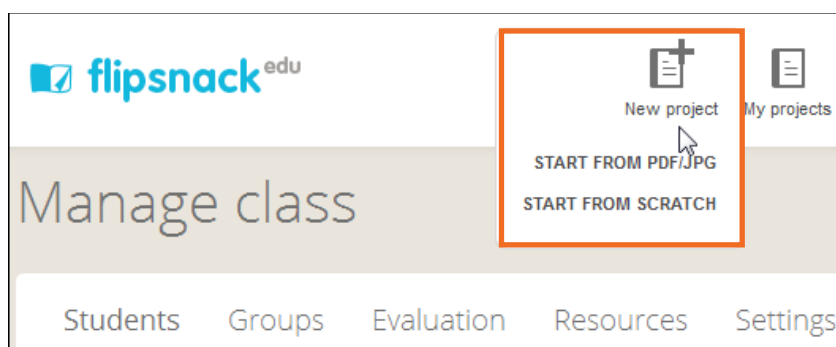 flipsnack edu
New project
My projects
START FROM PDF/JPG
START FROM SCRATCH
Manage class
Students Groups Evaluation Resources Settings